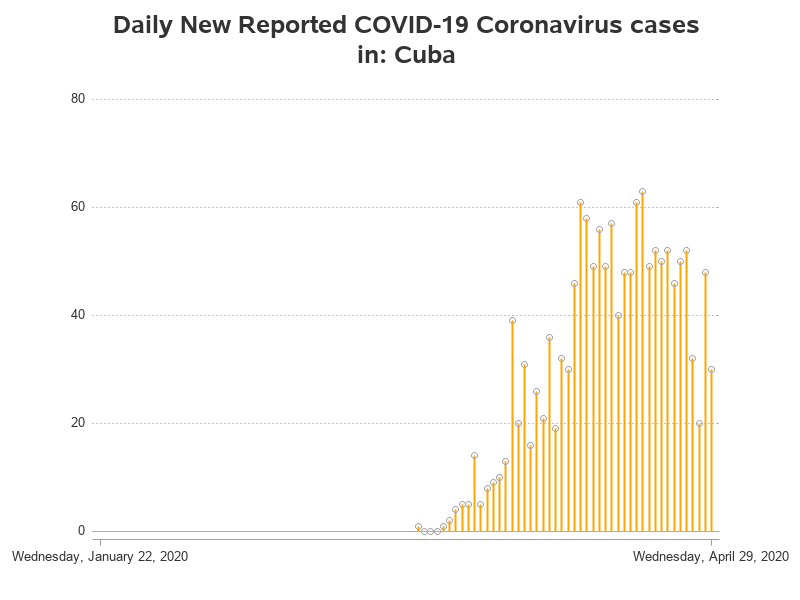 Daily New Reported COVID-19 Coronavirus cases
in: Cuba
80
60
40
20
0
Wednesday, January 22, 2020
Wednesday, April 29, 2020